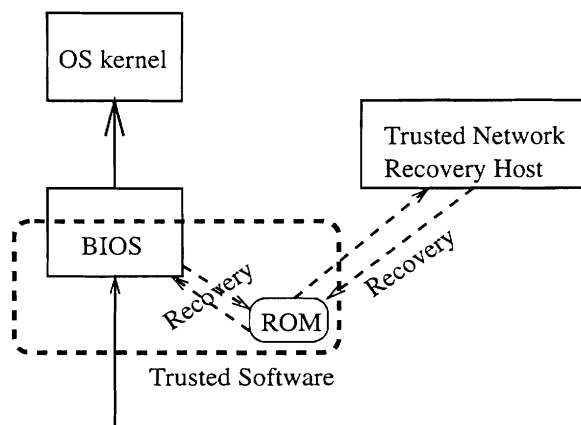 OS kernel
Trusted Network
Recovery Host
BIOS
Recovery
Recovery
ROM
Trusted Software